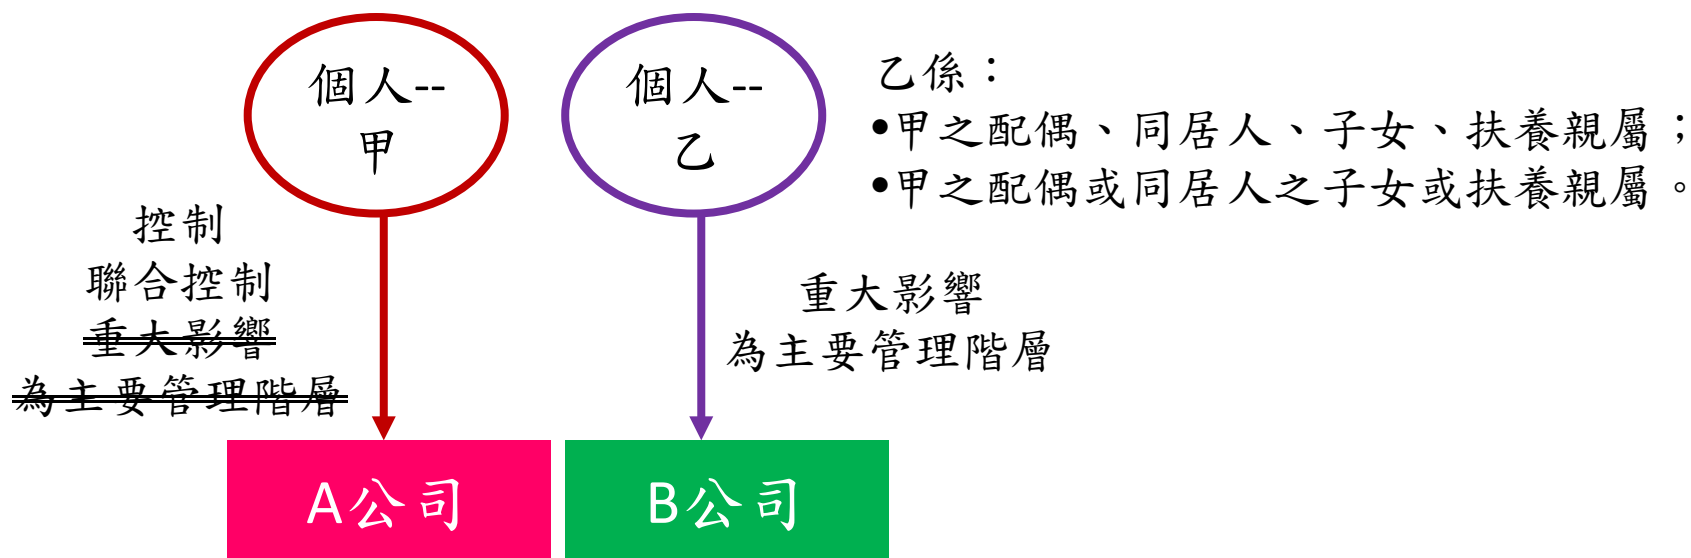 個人--
甲
個人--
乙
乙係：
•甲之配偶、同居人、子女、扶養親屬；
•甲之配偶或同居人之子女或扶養親屬。
控制
聯合控制
重大影響
為主要管理階層
重大影響
為主要管理階層
A公司
B公司